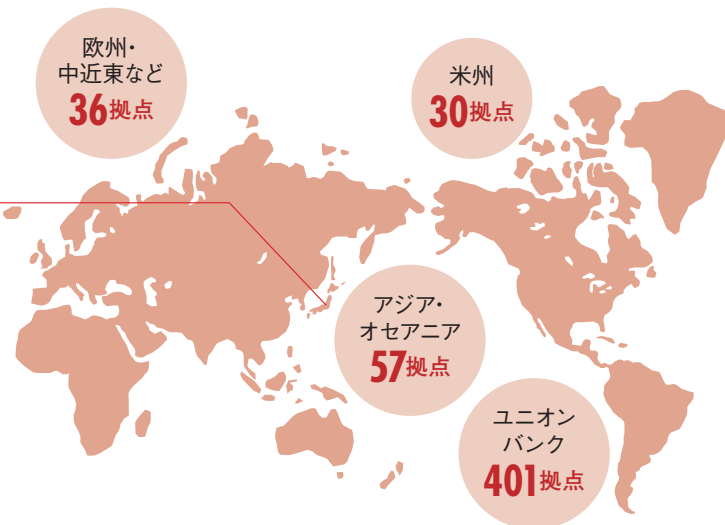 欧州・
中近東など
36拠点
米州
30拠点
アジア・
オセアニア
57拠点
ユニオン
バンク
401拠点